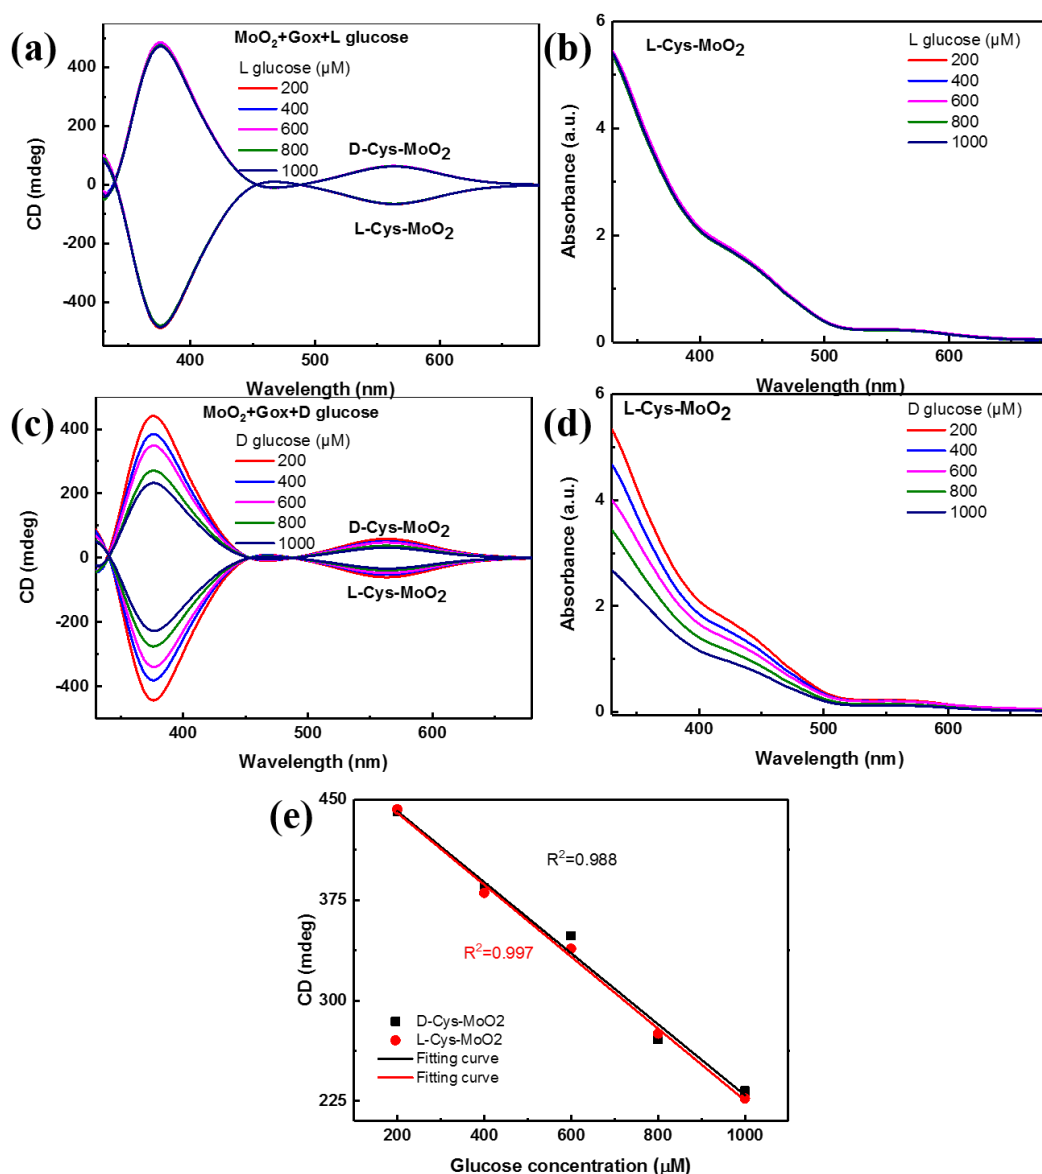 (a)
MoO₂+Gox+L glucose
L glucose (µM)
200
400
600
800
1000
D-Cys-MoO₂
L-Cys-MoO₂
CD (mdeg)
400
200
0
-200
-400
400
500
600
Wavelength (nm)
(b)
L-Cys-MoO₂
L glucose (µM)
200
400
600
800
1000
Absorbance (a.u.)
6
4
2
0
400
500
600
Wavelength (nm)
(c)
MoO₂+Gox+D glucose
D glucose (µM)
200
400
600
800
1000
D-Cys-MoO₂
L-Cys-MoO₂
CD (mdeg)
400
200
0
-200
-400
400
500
600
Wavelength (nm)
(d)
L-Cys-MoO₂
D glucose (µM)
200
400
600
800
1000
Absorbance (a.u.)
6
4
2
0
400
500
600
Wavelength (nm)
(e)
R²=0.988
R²=0.997
D-Cys-MoO2
L-Cys-MoO2
Fitting curve
Fitting curve
CD (mdeg)
450
375
300
225
200
400
600
800
1000
Glucose concentration (µM)